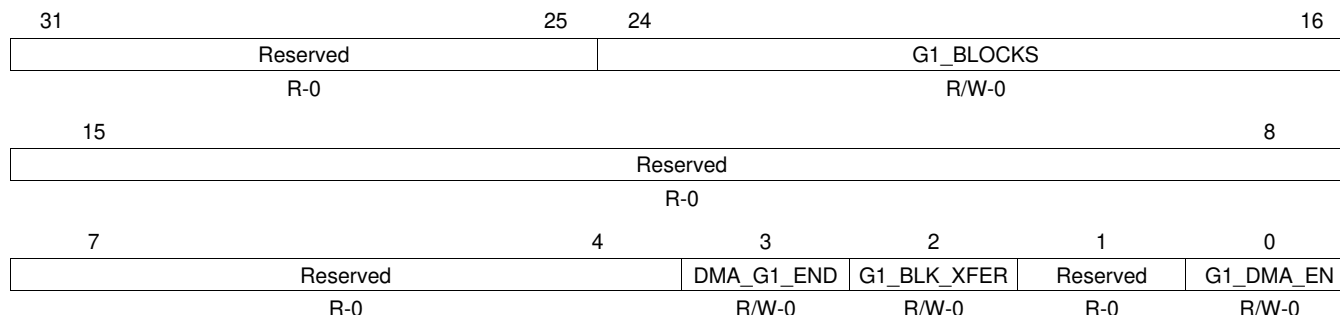 31 25 24 16
Reserved G1_BLOCKS
R-0 R/W-0
15 8
Reserved
R-0
7 4 3 2 1 0
Reserved DMA_G1_END G1_BLK_XFER Reserved G1_DMA_EN
R-0 R/W-0 R/W-0 R-0 R/W-0